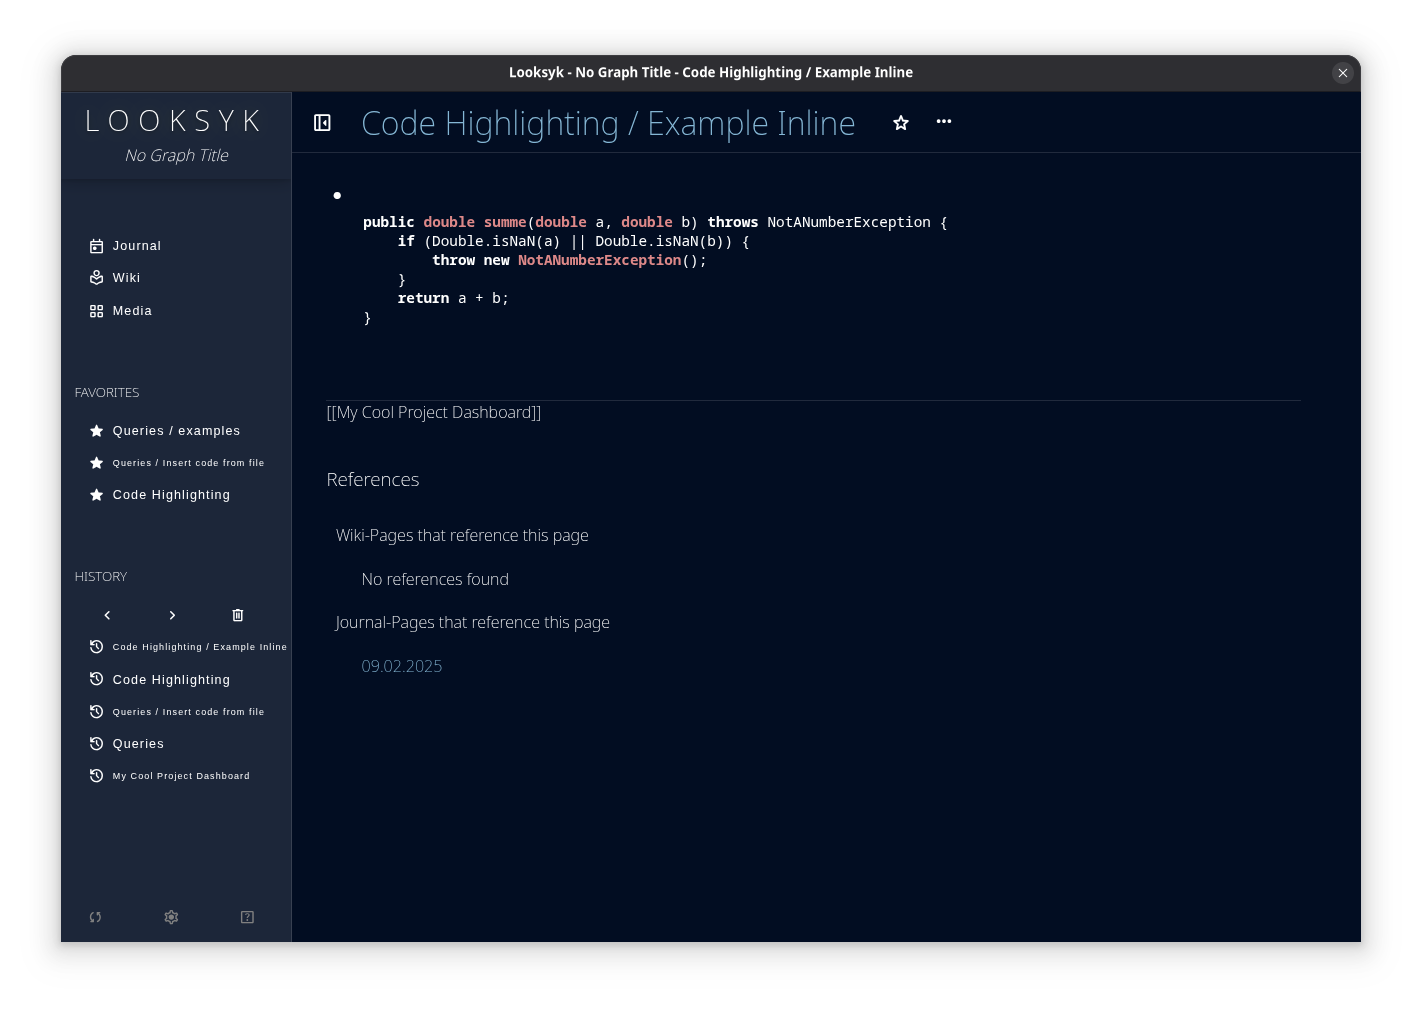 Looksyk - No Graph Title - Code Highlighting / Example Inline
LOOKSYK
No Graph Title
Journal
Wiki
Media
FAVORITES
Queries / examples
Queries / Insert code from file
Code Highlighting
HISTORY
Code Highlighting / Example Inline
Code Highlighting
Queries / Insert code from file
Queries
My Cool Project Dashboard
Code Highlighting / Example Inline
public double summe(double a, double b) throws NotANumberException {
    if (Double.isNaN(a) || Double.isNaN(b)) {
        throw new NotANumberException();
    }
    return a + b;
}
[[My Cool Project Dashboard]]
References
Wiki-Pages that reference this page
No references found
Journal-Pages that reference this page
09.02.2025